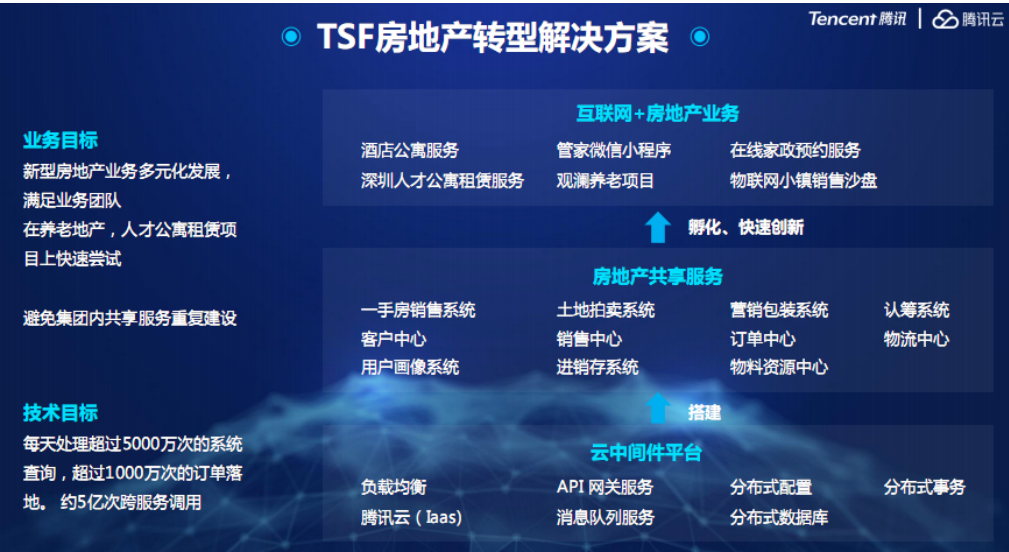 Tencent腾讯 | 腾讯云
TSF房地产转型解决方案
业务目标
新型房地产业务多元化发展，
满足业务团队
在养老地产，人才公寓租赁项
目上快速尝试
避免集团内共享服务重复建设
技术目标
每天处理超过5000万次的系统
查询，超过1000万次的订单落
地。 约5亿次跨服务调用
互联网+房地产业务
酒店公寓服务 管家微信小程序 在线家政预约服务
深圳人才公寓租赁服务 观澜养老项目 物联网小镇销售沙盘
孵化、快速创新
房地产共享服务
一手房销售系统 土地拍卖系统 营销包装系统 认筹系统
客户中心 销售中心 订单中心 物流中心
用户画像系统 进销存系统 物料资源中心
搭建
云中间件平台
负载均衡 API 网关服务 分布式配置 分布式事务
腾讯云（Iaas） 消息队列服务 分布式数据库